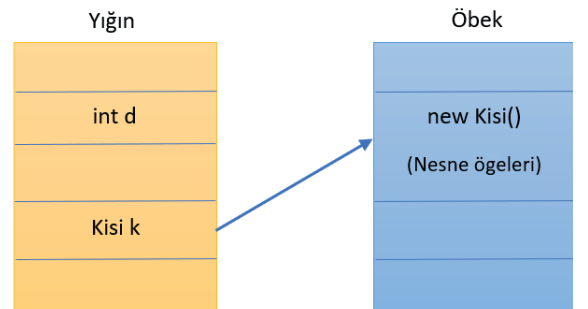 Yığın
Öbek
int d
new Kisi()
(Nesne ögeleri)
Kisi k